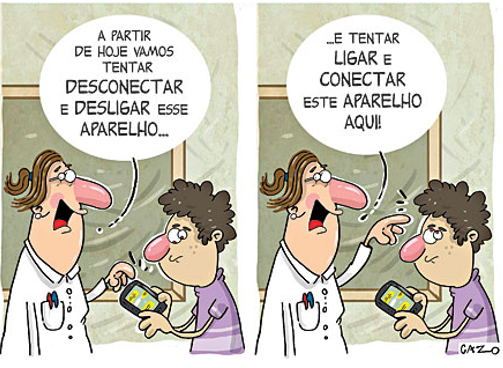 A PARTIR
DE HOJE VAMOS
TENTAR
DESCONECTAR
E DESLIGAR ESSE
APARELHO...
...E TENTAR
LIGAR E
CONECTAR
ESTE APARELHO
AQUI!
GAZO